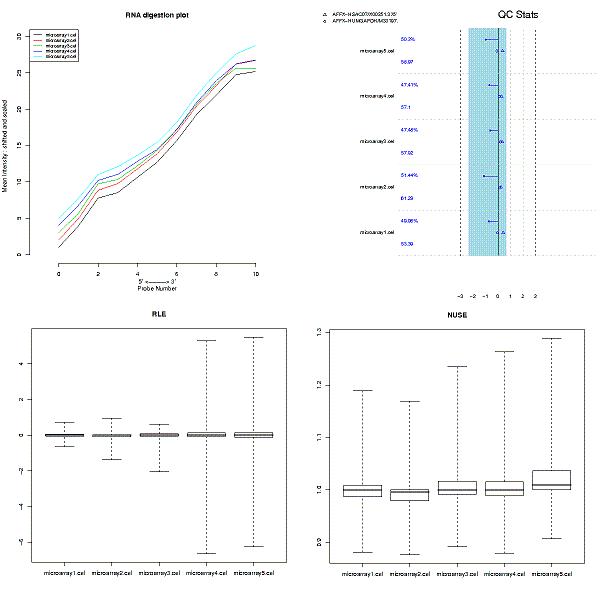 RNA digestion plot
microarray1.cel
microarray2.cel
microarray3.cel
microarray4.cel
microarray5.cel
Mean Intensity : shifted and scaled
0 5 10 15 20 25 30
0 2 4 6 8 10
5' <-----> 3'
Probe Number
QC Stats
microarray5.cel
50.2%
58.97
microarray4.cel
47.41%
57.1
microarray3.cel
47.48%
57.92
microarray2.cel
51.44%
61.29
microarray1.cel
49.95%
53.39
-3 -2 -1 0 1 2 3
RLE
4
2
0
-2
-4
-6
microarray1.cel microarray2.cel microarray3.cel microarray4.cel microarray5.cel
NUSE
1.3
1.2
1.1
1.0
0.9
microarray1.cel microarray2.cel microarray3.cel microarray4.cel microarray5.cel